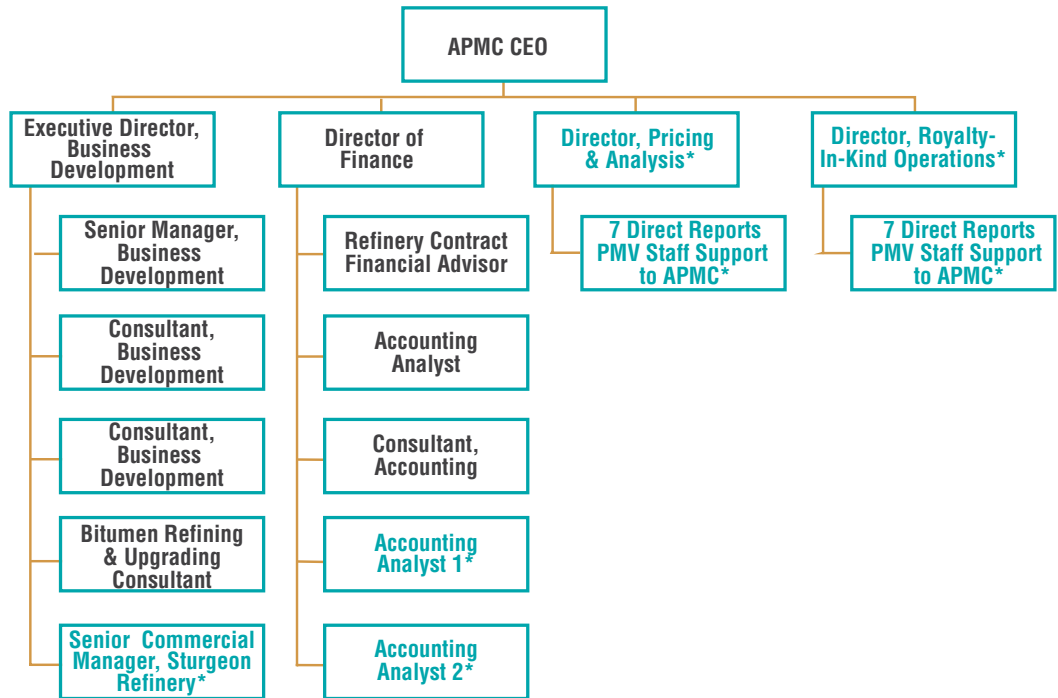 APMC CEO
Executive Director,
Business
Development
Director of
Finance
Director, Pricing
& Analysis*
Director, Royalty-
In-Kind Operations*
Senior Manager,
Business
Development
Consultant,
Business
Development
Consultant,
Business
Development
Bitumen Refining
& Upgrading
Consultant
Senior Commercial
Manager, Sturgeon
Refinery*
Refinery Contract
Financial Advisor
Accounting
Analyst
Consultant,
Accounting
Accounting
Analyst 1*
Accounting
Analyst 2*
7 Direct Reports
PMV Staff Support
to APMC*
7 Direct Reports
PMV Staff Support
to APMC*